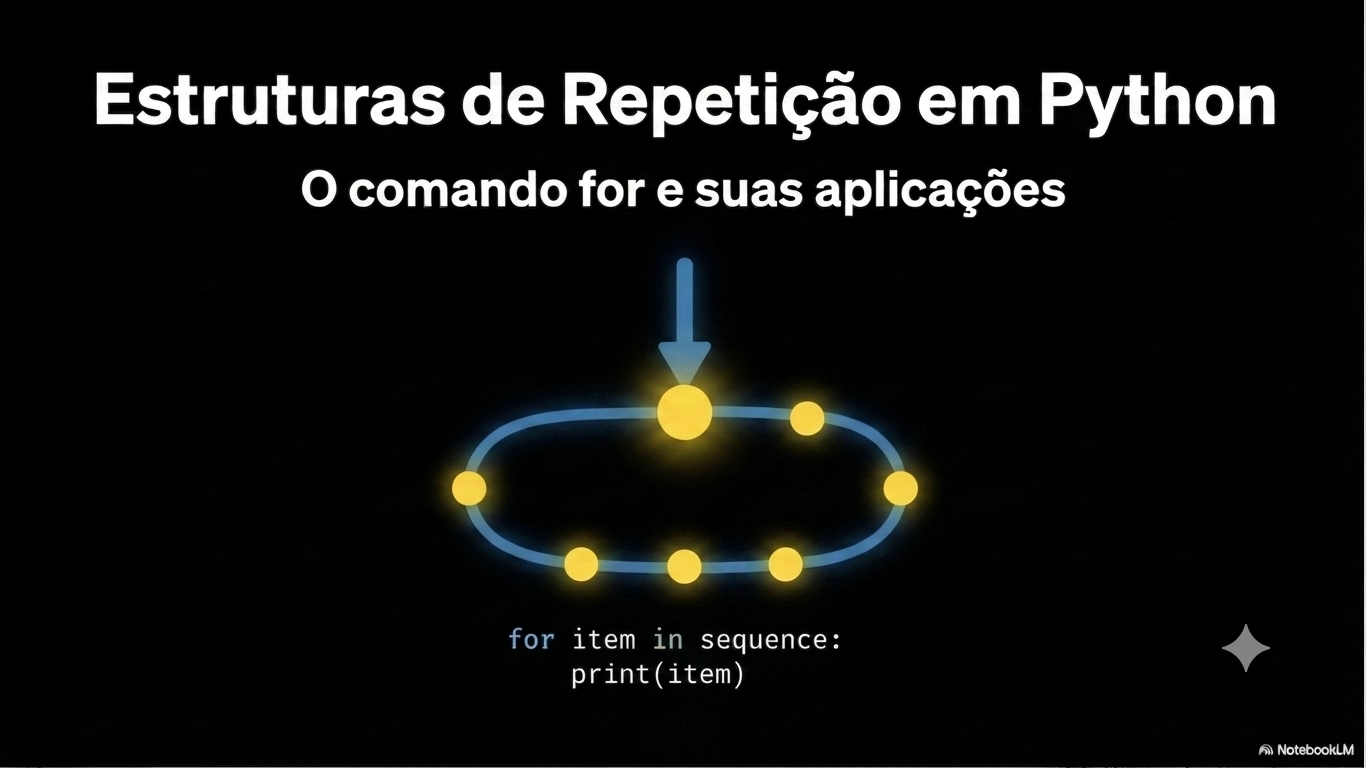 Estruturas de Repetição em Python
O comando for e suas aplicações
for item in sequence:
    print(item)
NotebookLM